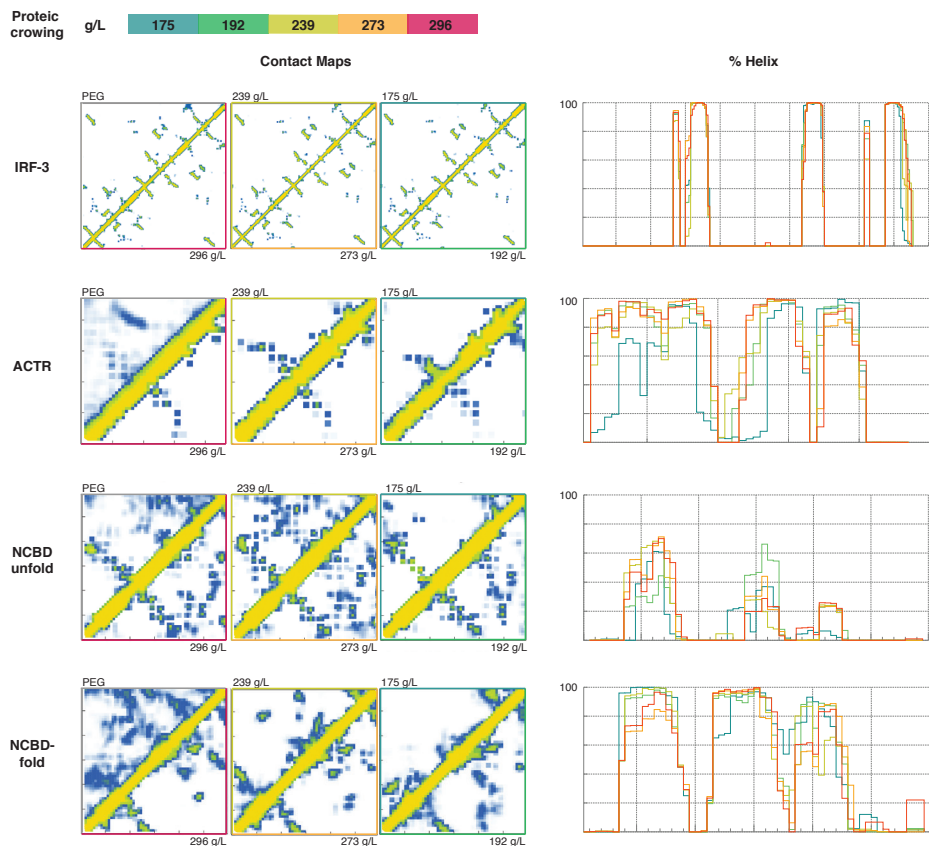 Proteic
crowing
g/L 175 192 239 273 296
Contact Maps
% Helix
IRF-3
PEG 239 g/L 175 g/L
296 g/L 273 g/L 192 g/L
100
ACTR
PEG 239 g/L 175 g/L
296 g/L 273 g/L 192 g/L
100
NCBD
unfold
PEG 239 g/L 175 g/L
296 g/L 273 g/L 192 g/L
100
NCBD-
fold
PEG 239 g/L 175 g/L
296 g/L 273 g/L 192 g/L
100